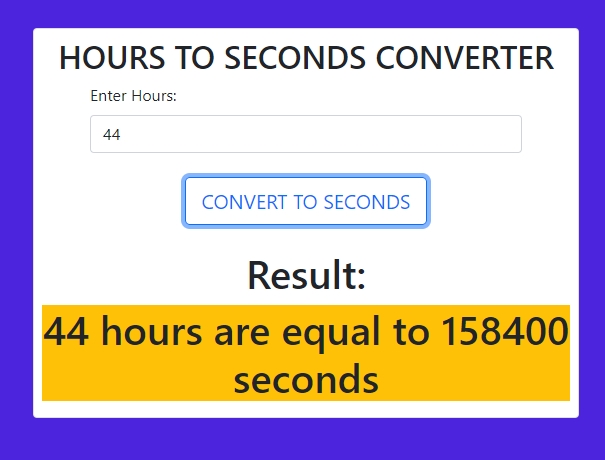 HOURS TO SECONDS CONVERTER
Enter Hours:
44
CONVERT TO SECONDS
Result:
44 hours are equal to 158400
seconds